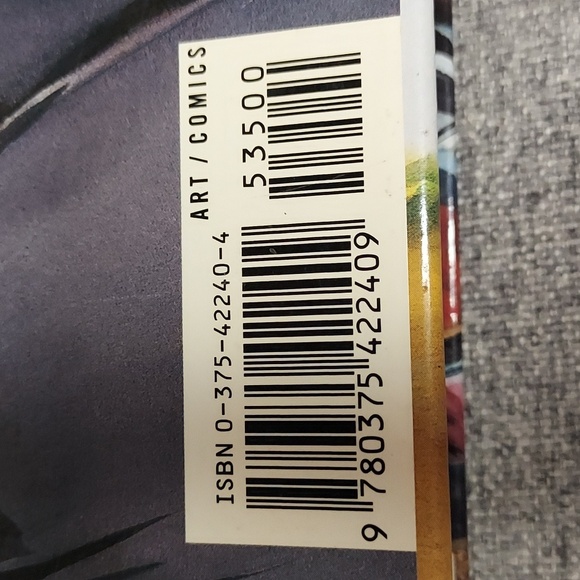 ART / COMICS
53500
ISBN 0-375-42240-4
9 780375 422409